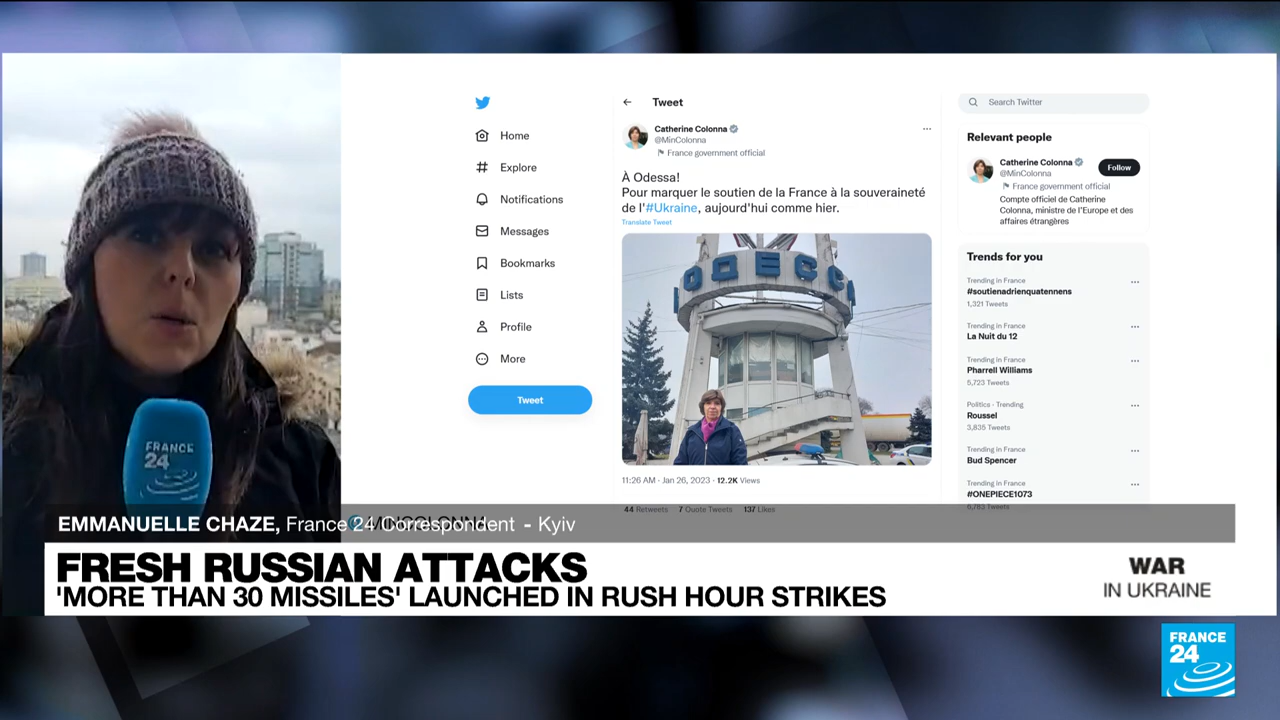 Home
Explore
Notifications
Messages
Bookmarks
Lists
Profile
More
Tweet
Tweet
Catherine Colonna
@MinColonna
France government official
À Odessa!
Pour marquer le soutien de la France à la souveraineté
de l'#Ukraine, aujourd'hui comme hier.
Translate Tweet
ОДЕССА
11:26 AM · Jan 26, 2023 · 12.2K Views
44 Retweets 7 Quote Tweets 137 Likes
Search Twitter
Relevant people
Catherine Colonna
@MinColonna
Follow
France government official
Compte officiel de Catherine
Colonna, ministre de l'Europe et des
affaires étrangères
Trends for you
Trending in France
#soutienadrienquatennens
1,321 Tweets
Trending in France
La Nuit du 12
Trending in France
Pharrell Williams
5,723 Tweets
Politics · Trending
Roussel
3,835 Tweets
Trending in France
Bud Spencer
Trending in France
#ONEPIECE1073
6,783 Tweets
FRANCE
24
EMMANUELLE CHAZE, France 24 Correspondent - Kyiv
FRESH RUSSIAN ATTACKS
'MORE THAN 30 MISSILES' LAUNCHED IN RUSH HOUR STRIKES
WAR
IN UKRAINE
FRANCE
24